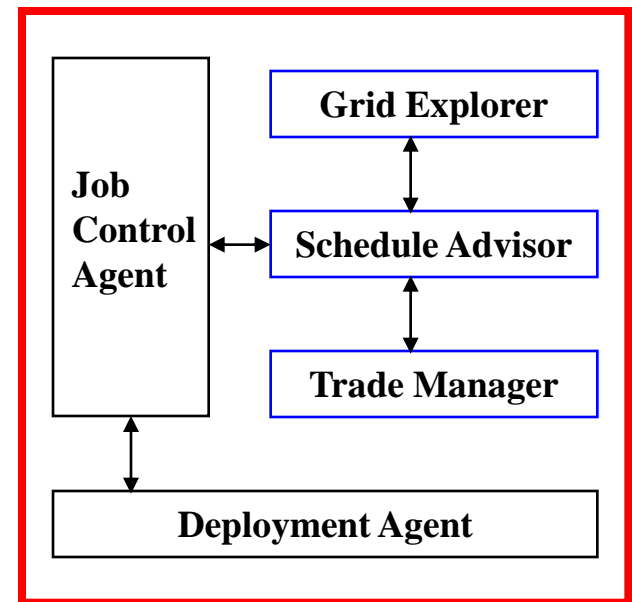 Job
Control
Agent
Grid Explorer
Schedule Advisor
Trade Manager
Deployment Agent